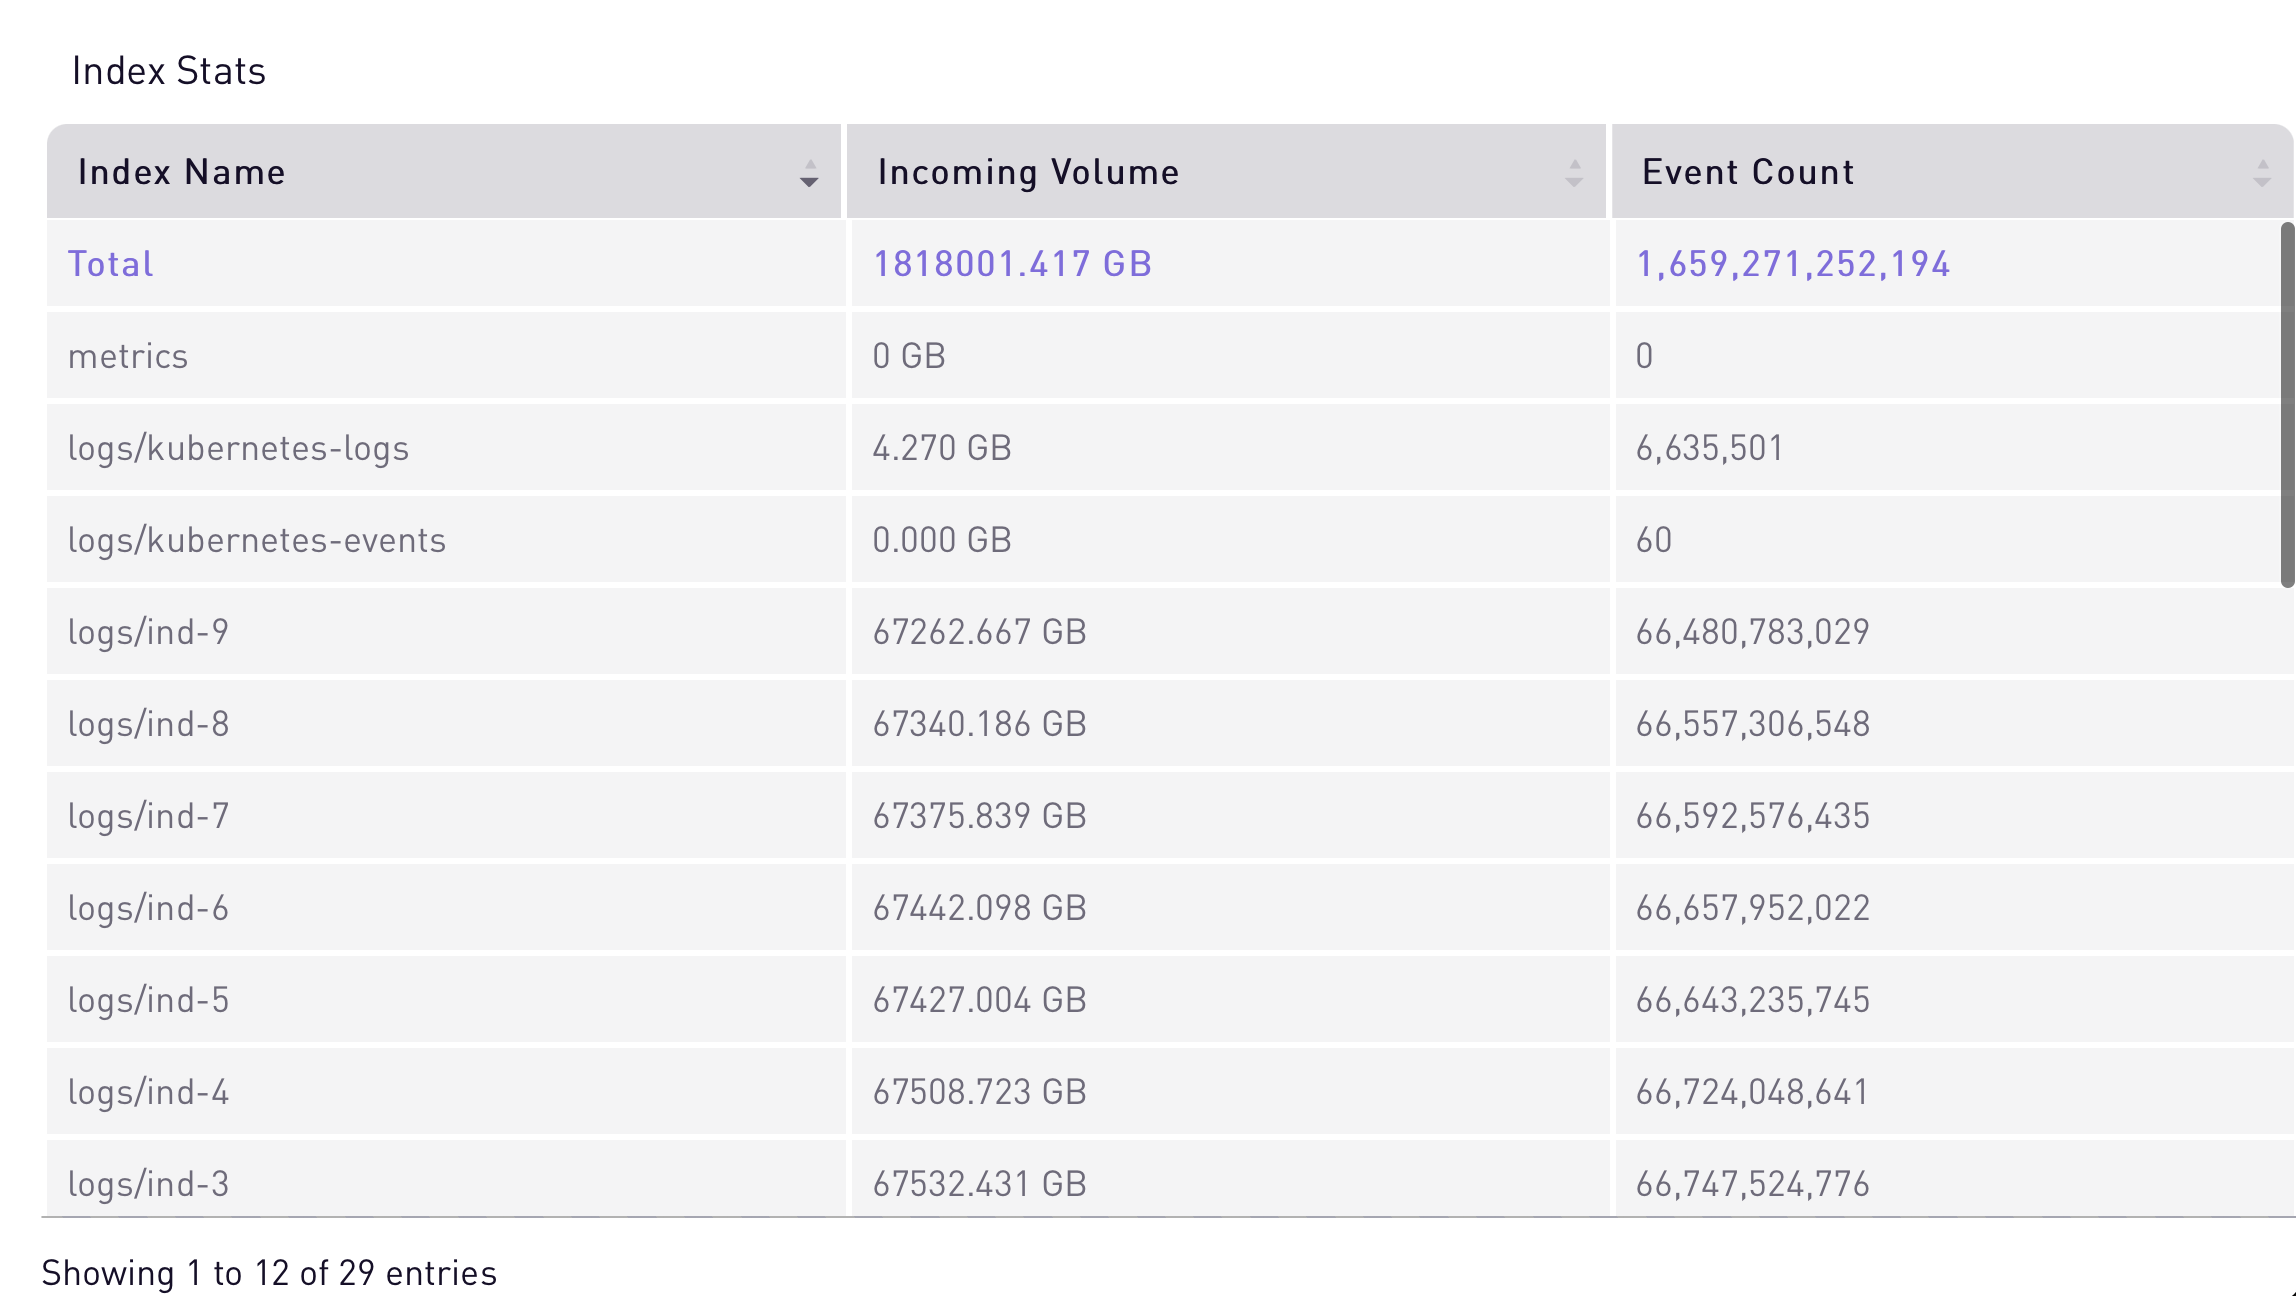 Index Stats
Index Name Incoming Volume Event Count
Total 1818001.417 GB 1,659,271,252,194
metrics 0 GB 0
logs/kubernetes-logs 4.270 GB 6,635,501
logs/kubernetes-events 0.000 GB 60
logs/ind-9 67262.667 GB 66,480,783,029
logs/ind-8 67340.186 GB 66,557,306,548
logs/ind-7 67375.839 GB 66,592,576,435
logs/ind-6 67442.098 GB 66,657,952,022
logs/ind-5 67427.004 GB 66,643,235,745
logs/ind-4 67508.723 GB 66,724,048,641
logs/ind-3 67532.431 GB 66,747,524,776
Showing 1 to 12 of 29 entries